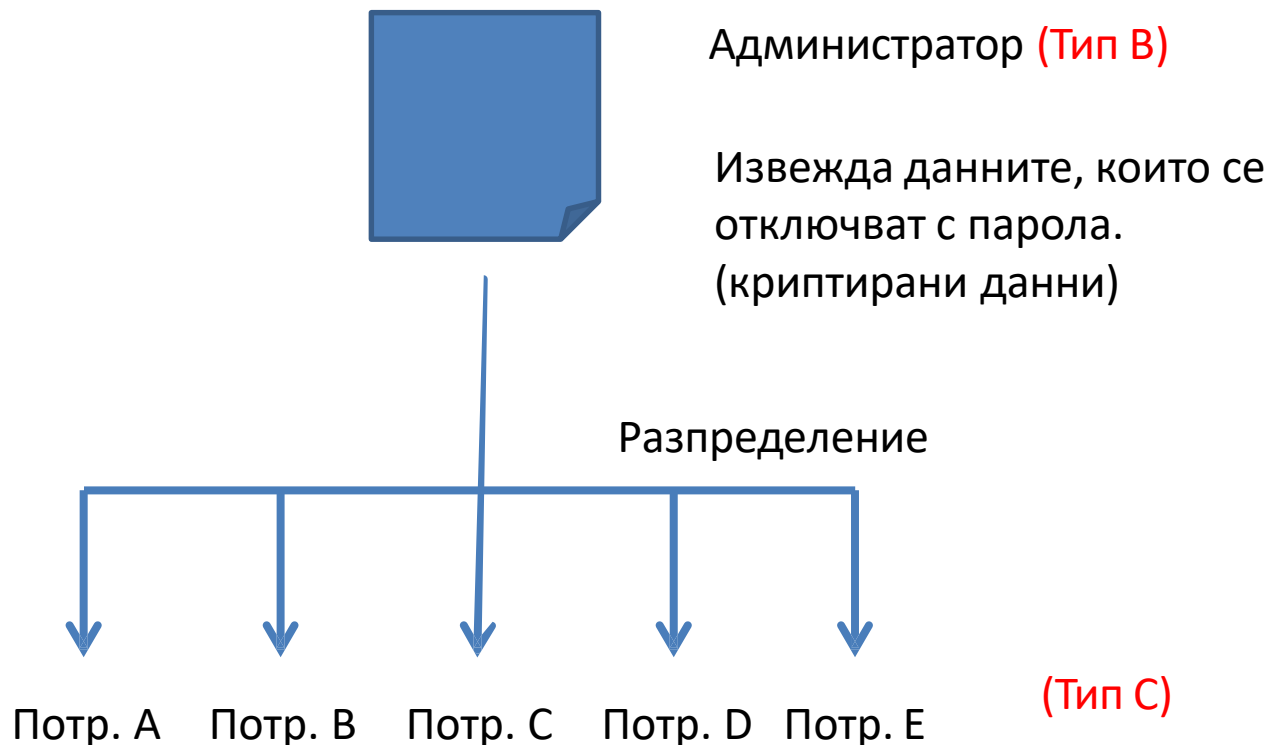 Администратор (Тип B)
Извежда данните, които се
отключват с парола.
(криптирани данни)
Разпределение
(Тип C)
Потр. A Потр. B Потр. C Потр. D Потр. E